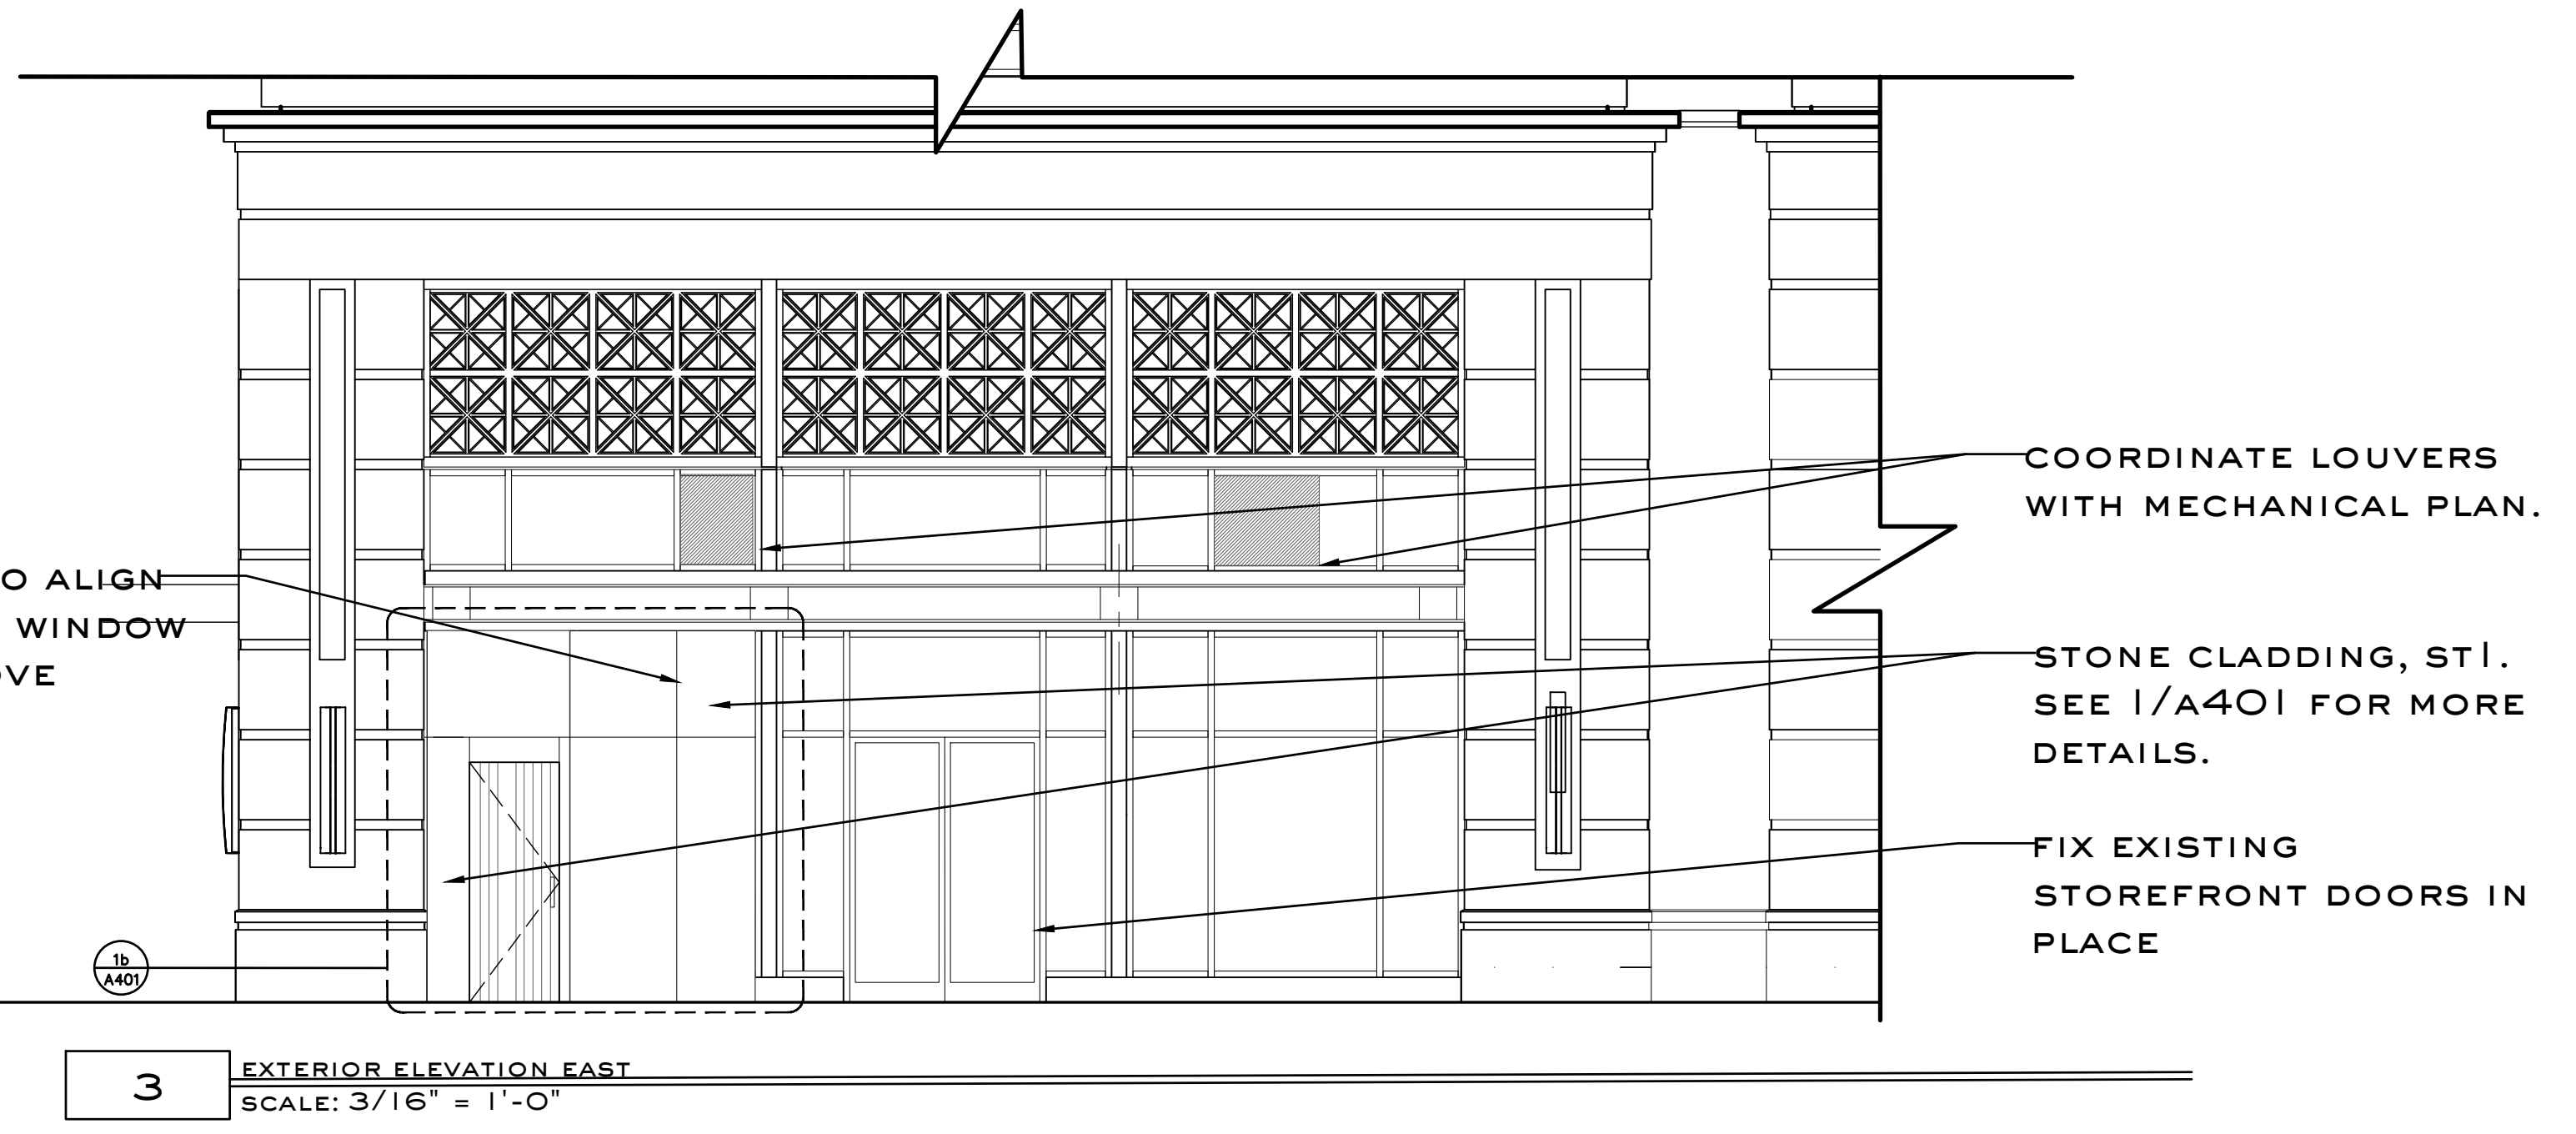 COORDINATE LOUVERS
WITH MECHANICAL PLAN.
O ALIGN
WINDOW
OVE
STONE CLADDING, ST1.
SEE 1/A401 FOR MORE
DETAILS.
FIX EXISTING
STOREFRONT DOORS IN
PLACE
1b
A401
3
EXTERIOR ELEVATION EAST
SCALE: 3/16" = 1'-0"